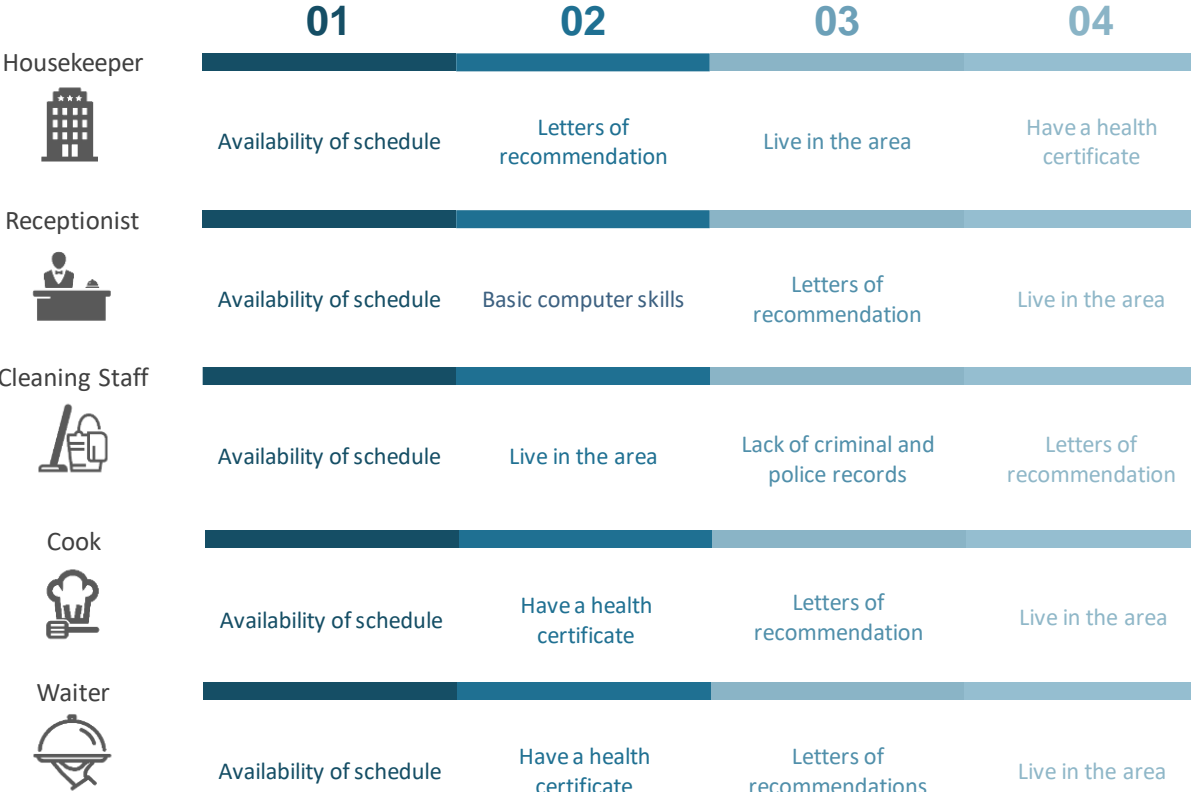 01 02 03 04
Housekeeper
Availability of schedule
Letters of
recommendation
Live in the area
Have a health
certificate
Receptionist
Availability of schedule
Basic computer skills
Letters of
recommendation
Live in the area
Cleaning Staff
Availability of schedule
Live in the area
Lack of criminal and
police records
Letters of
recommendation
Cook
Availability of schedule
Have a health
certificate
Letters of
recommendation
Live in the area
Waiter
Availability of schedule
Have a health
certificate
Letters of
recommendations
Live in the area